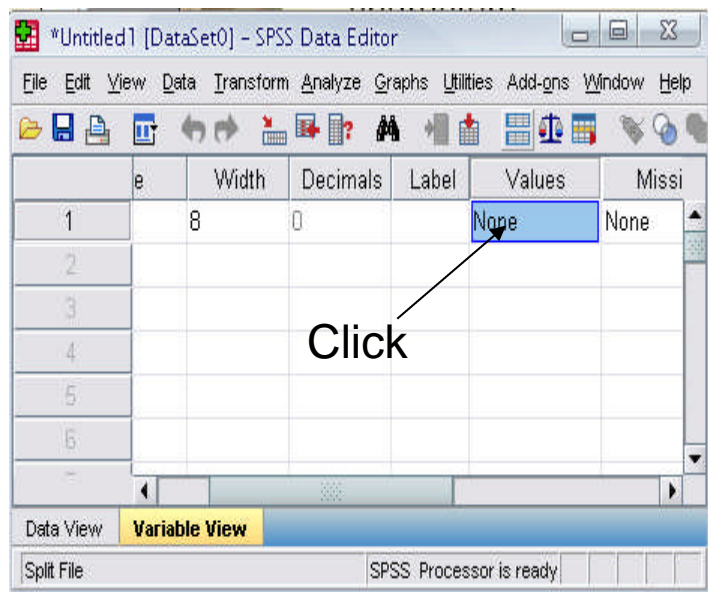 *Untitled1 [DataSet0] - SPSS Data Editor
File Edit View Data Transform Analyze Graphs Utilities Add-ons Window Help
e Width Decimals Label Values Missi
1 8 0 None None
2
3
Click
4
5
6
Data View Variable View
Split File SPSS Processor is ready